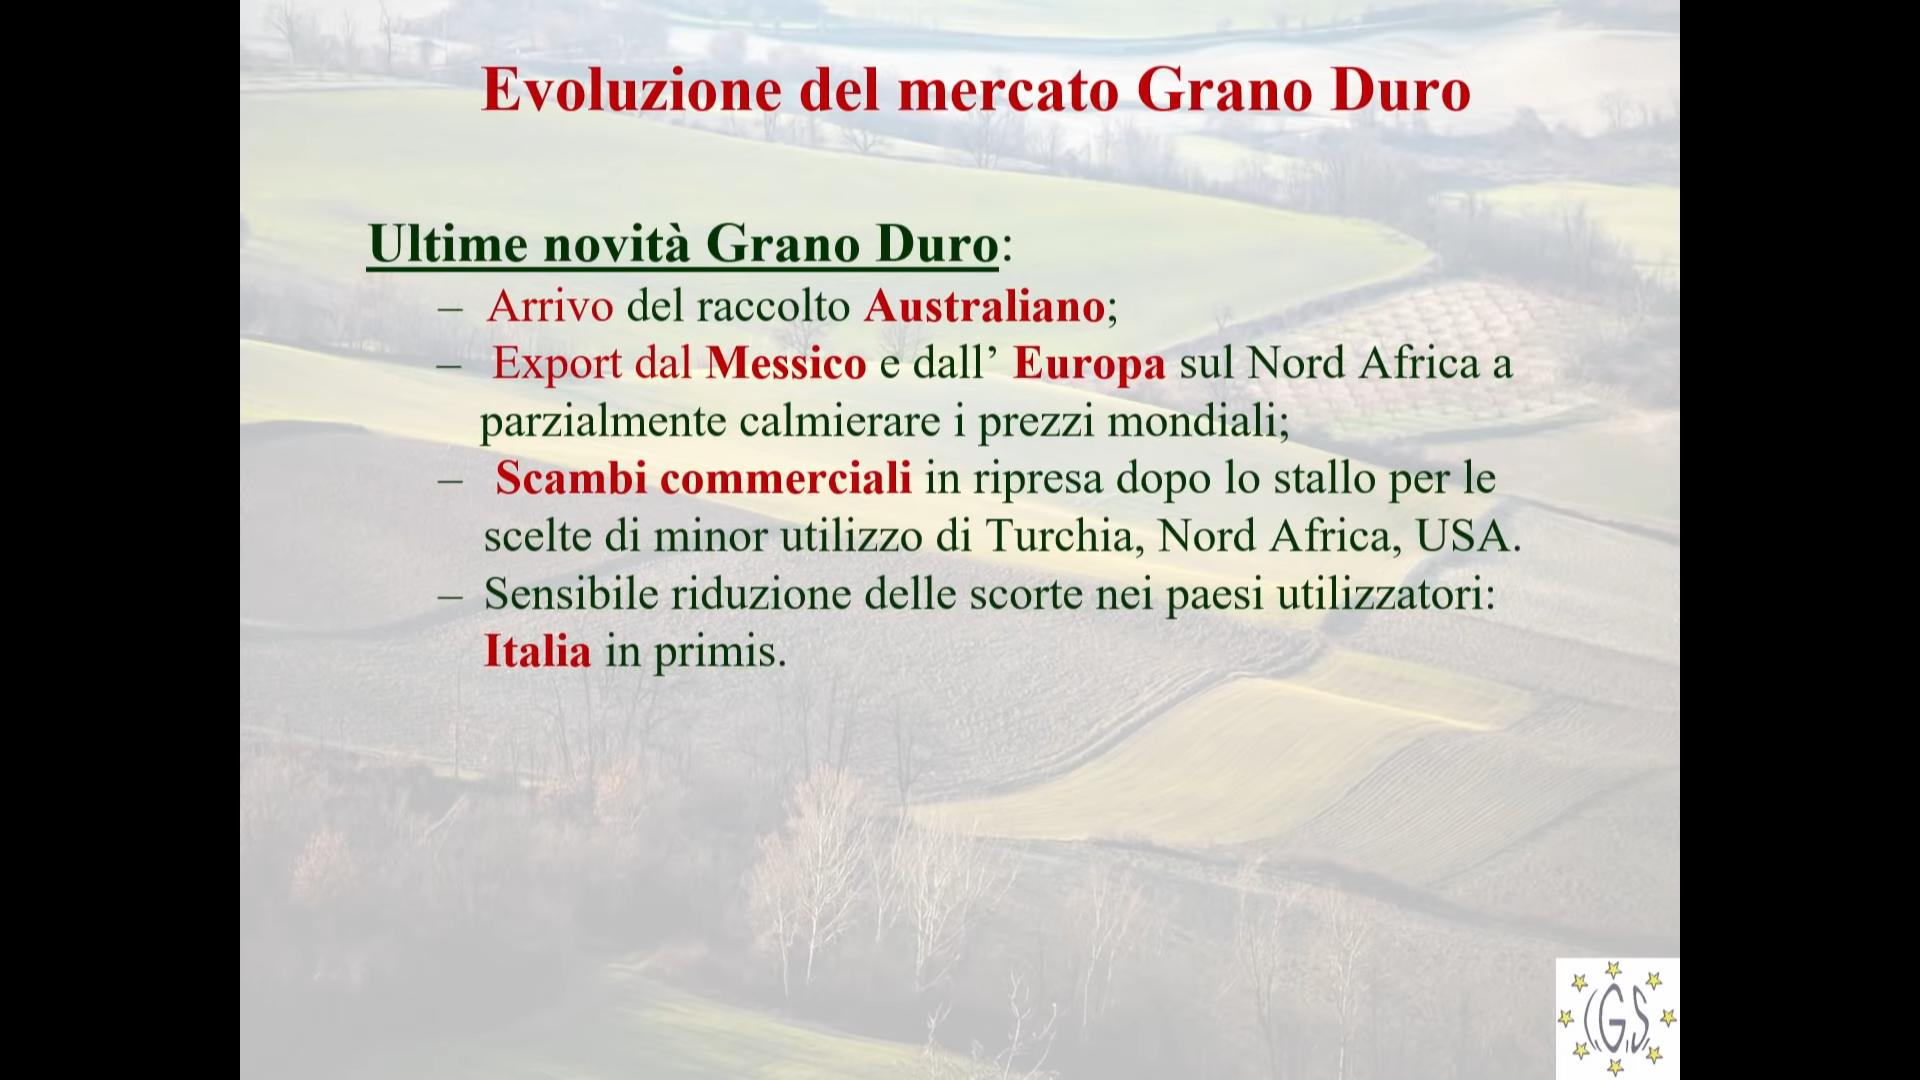 Evoluzione del mercato Grano Duro
Ultime novità Grano Duro:
– Arrivo del raccolto Australiano;
– Export dal Messico e dall’ Europa sul Nord Africa a
parzialmente calmierare i prezzi mondiali;
– Scambi commerciali in ripresa dopo lo stallo per le
scelte di minor utilizzo di Turchia, Nord Africa, USA.
– Sensibile riduzione delle scorte nei paesi utilizzatori:
Italia in primis.